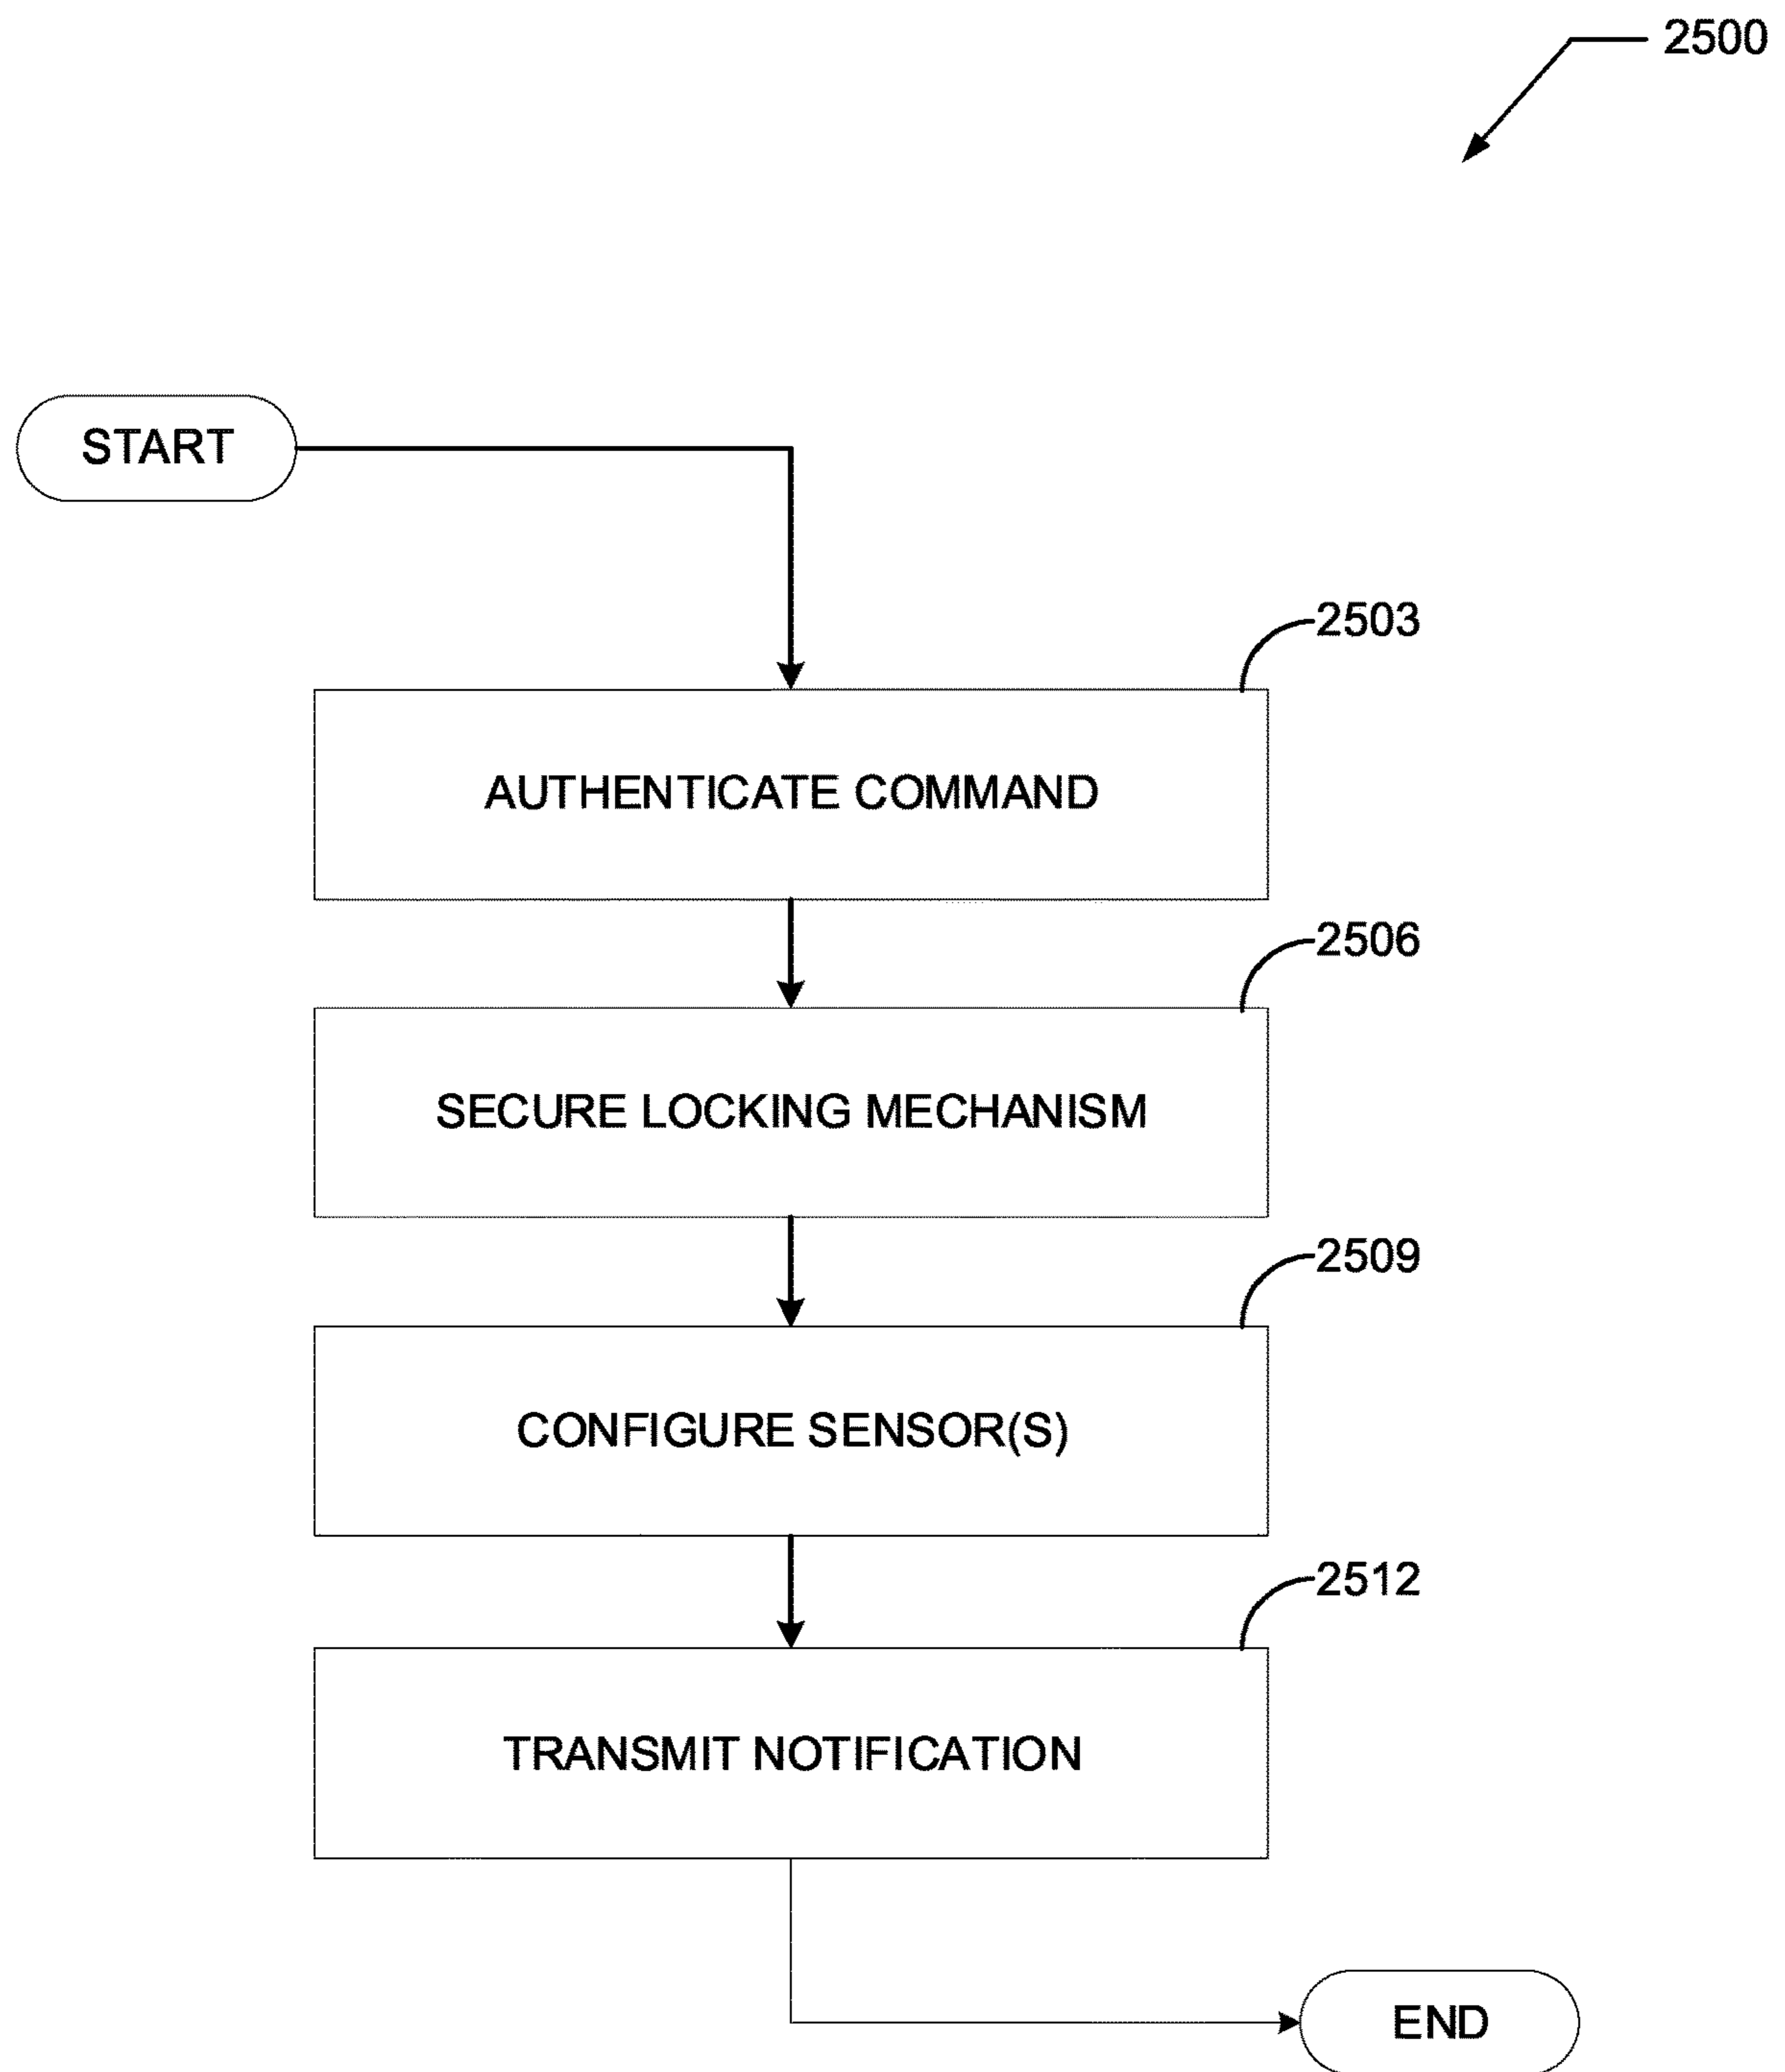 2500
START
2503
AUTHENTICATE COMMAND
2506
SECURE LOCKING MECHANISM
2509
CONFIGURE SENSOR(S)
2512
TRANSMIT NOTIFICATION
END